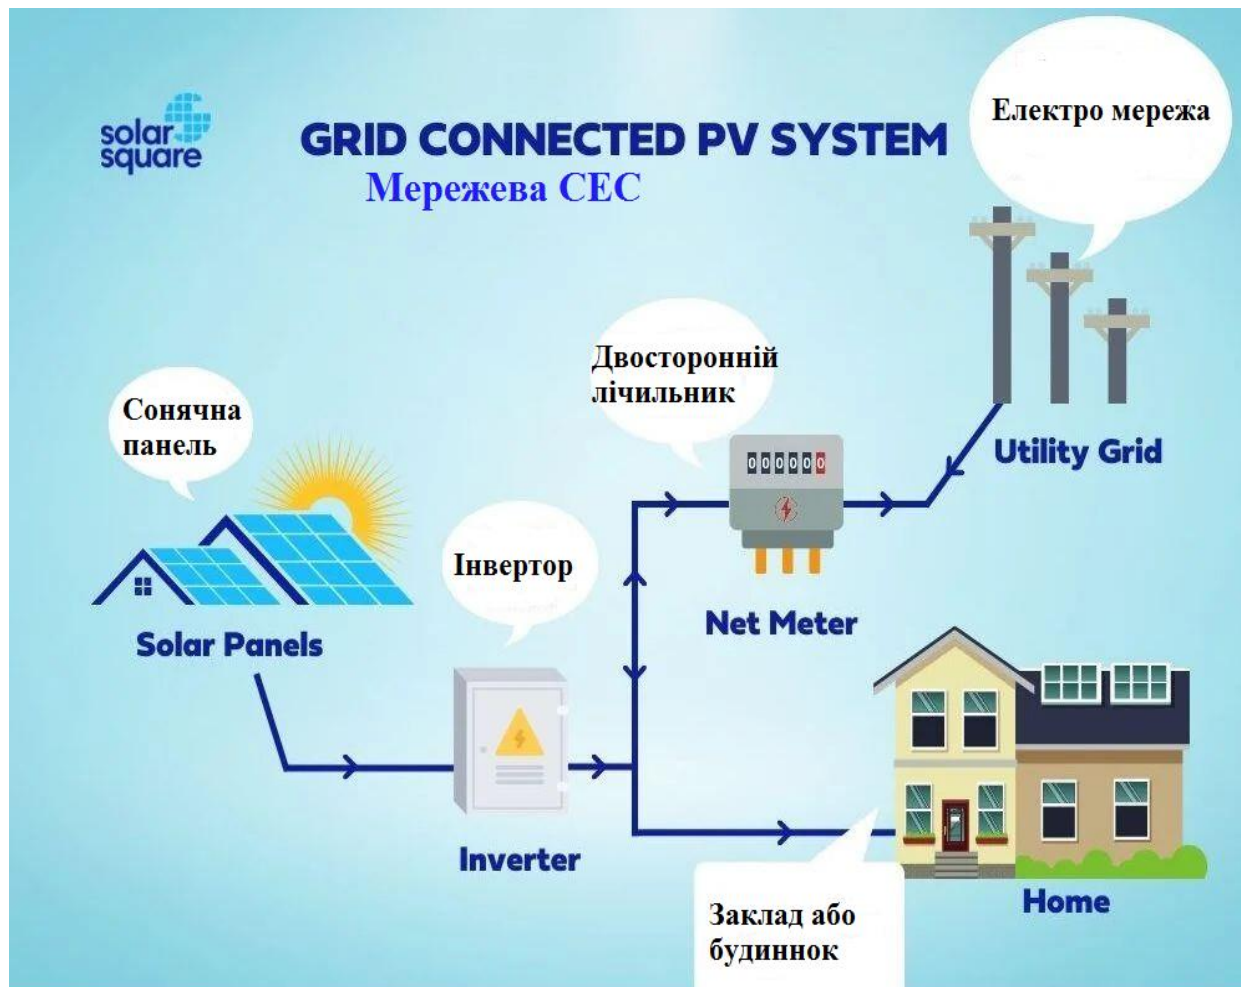 solar
square
GRID CONNECTED PV SYSTEM
Мережева СЕС
Електро мережа
Двосторонній
лічильник
Сонячна
панель
000000
Utility Grid
Інвертор
Net Meter
Solar Panels
Inverter
Заклад або
будиннок
Home